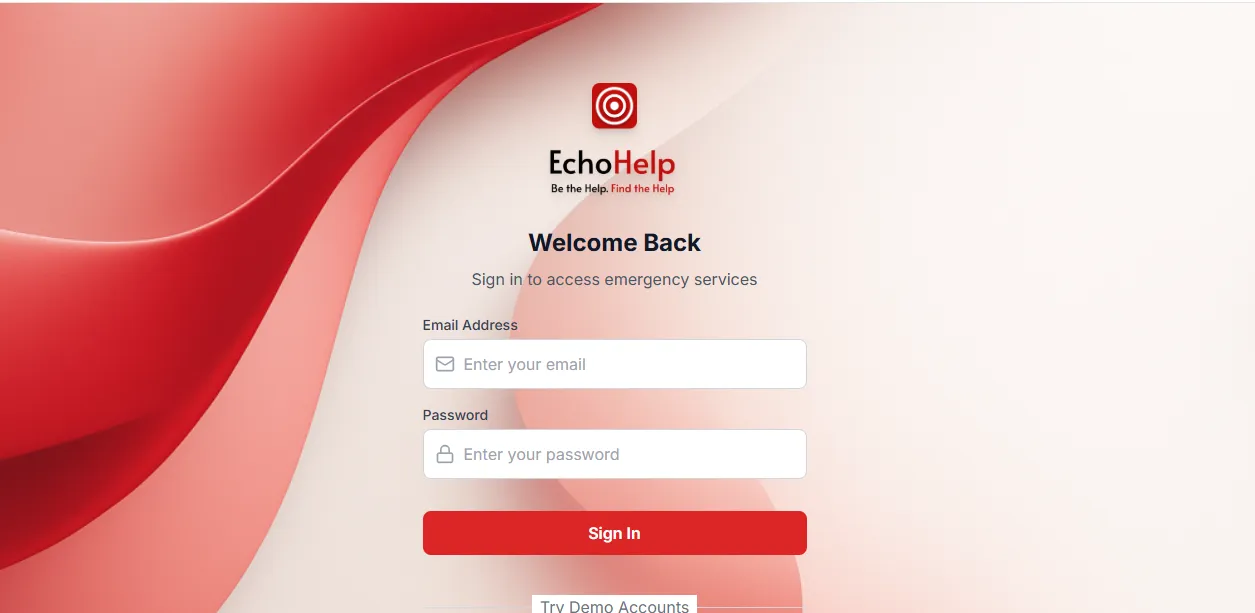 EchoHelp
Be the Help. Find the Help
Welcome Back
Sign in to access emergency services
Email Address
Enter your email
Password
Enter your password
Sign In
Try Demo Accounts